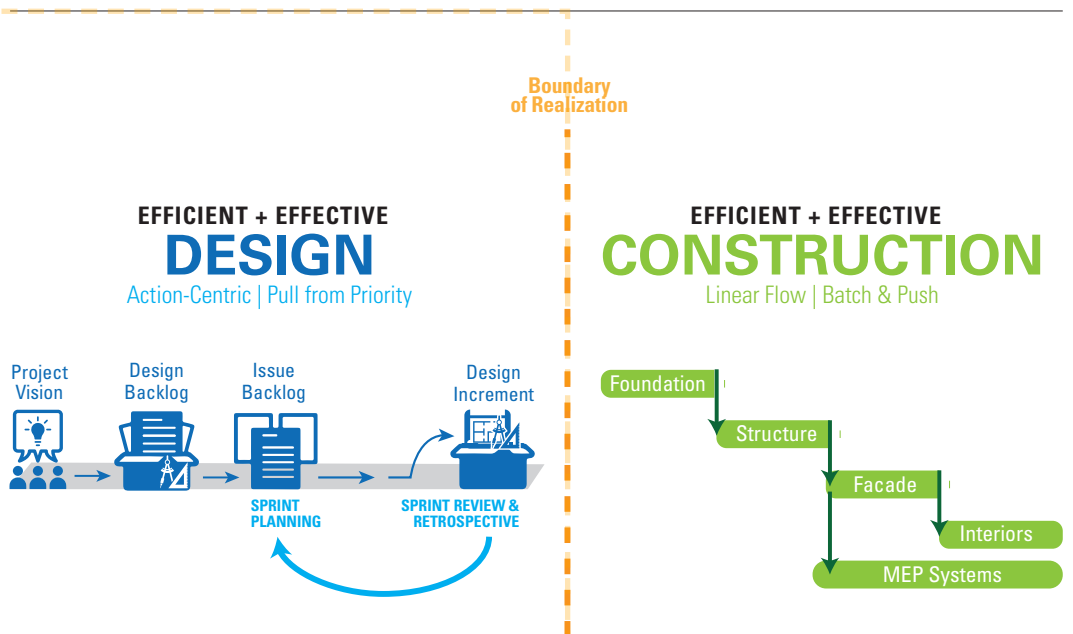 Boundary
of Realization
EFFICIENT + EFFECTIVE
DESIGN
Action-Centric | Pull from Priority
Project
Vision
Design
Backlog
Issue
Backlog
Design
Increment
SPRINT
PLANNING
SPRINT REVIEW &
RETROSPECTIVE
EFFICIENT + EFFECTIVE
CONSTRUCTION
Linear Flow | Batch & Push
Foundation
Structure
Facade
Interiors
MEP Systems